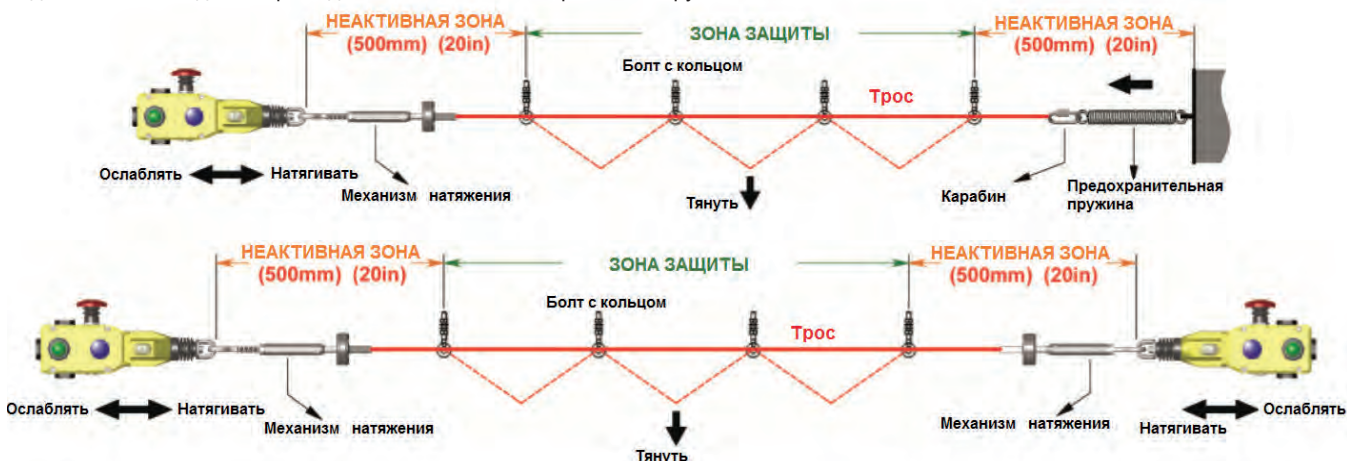 НЕАКТИВНАЯ ЗОНА
(500mm) (20in)
ЗОНА ЗАЩИТЫ
НЕАКТИВНАЯ ЗОНА
(500mm) (20in)
Болт с кольцом
Трос
Ослаблять
Натягивать
Механизм натяжения
Тянуть
Карабин
Предохранительная
пружина
НЕАКТИВНАЯ ЗОНА
(500mm) (20in)
ЗОНА ЗАЩИТЫ
НЕАКТИВНАЯ ЗОНА
(500mm) (20in)
Болт с кольцом
Трос
Ослаблять
Натягивать
Механизм натяжения
Тянуть
Механизм натяжения
Натягивать
Ослаблять